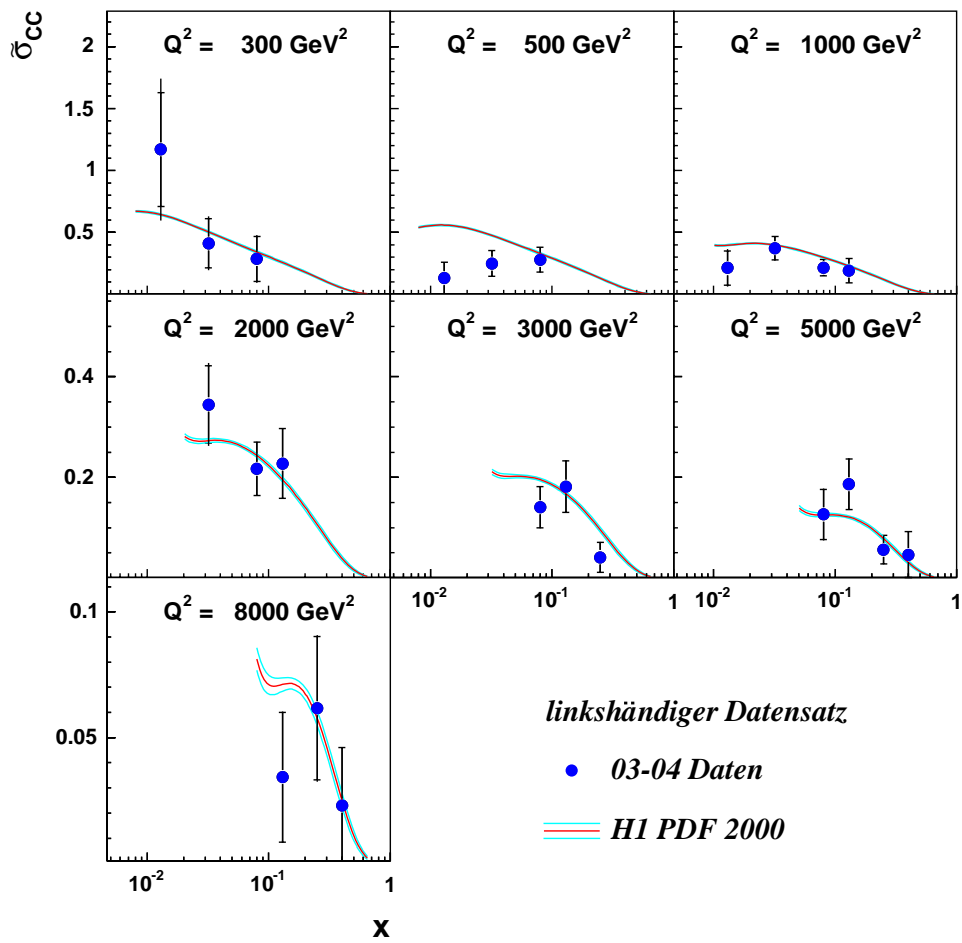 σ̃CC
Q² = 300 GeV²
Q² = 500 GeV²
Q² = 1000 GeV²
2
1.5
1
0.5
Q² = 2000 GeV²
Q² = 3000 GeV²
Q² = 5000 GeV²
0.4
0.2
10⁻² 10⁻¹ 1
10⁻² 10⁻¹ 1
Q² = 8000 GeV²
0.1
0.05
10⁻² 10⁻¹ 1
x
linkshändiger Datensatz
03-04 Daten
H1 PDF 2000